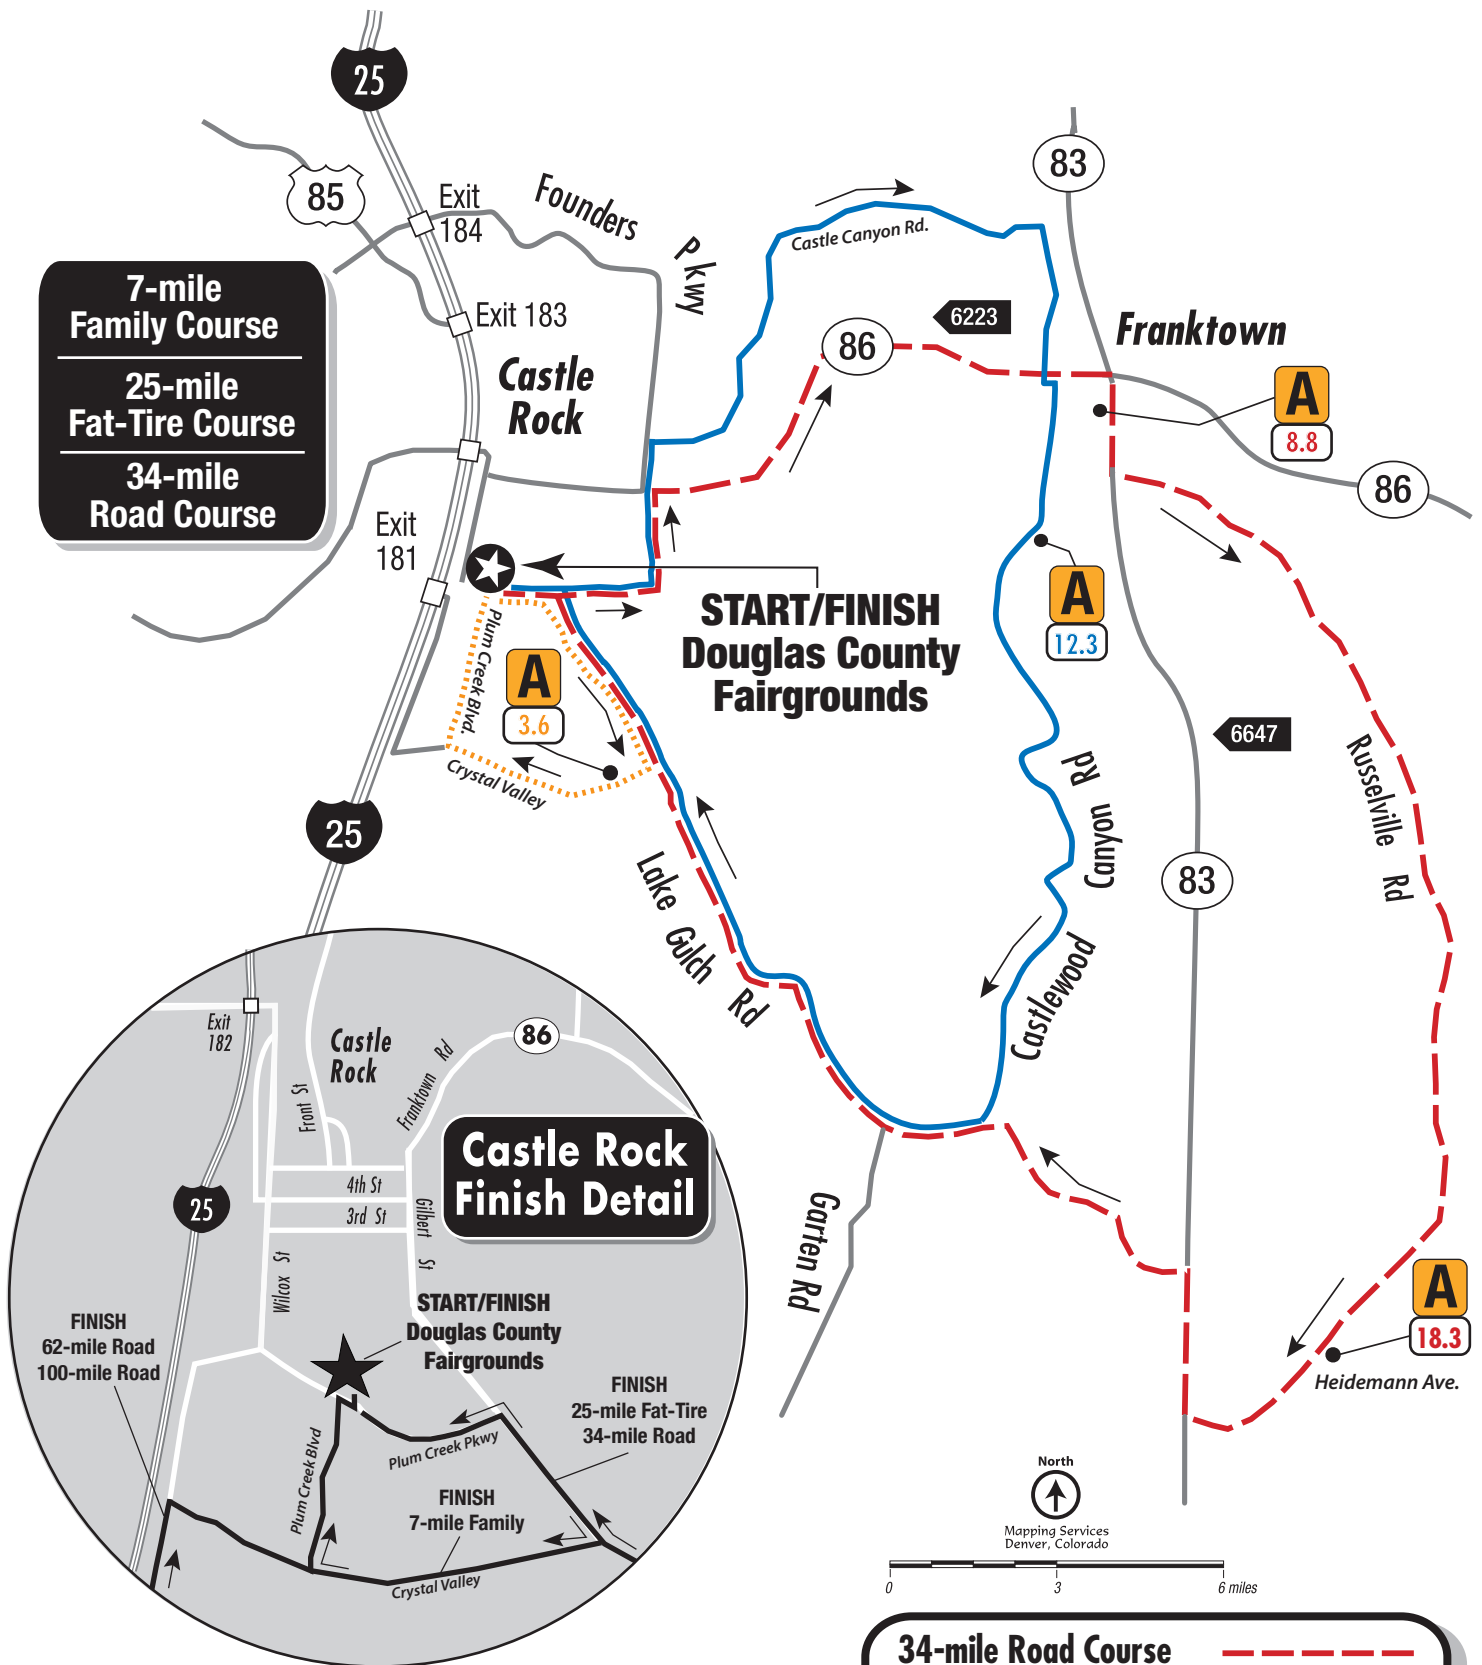 25
85
Exit
184
Founders
Pkwy
83
Castle Canyon Rd.
7-mile
Family Course
25-mile
Fat-Tire Course
34-mile
Road Course
Exit 183
Castle
Rock
86
6223
Franktown
A
8.8
86
Exit
181
START/FINISH
Douglas County
Fairgrounds
A
12.3
Plum Creek Blvd.
A
3.6
Crystal Valley
6647
Russelville Rd
25
Lake Gulch Rd
Castlewood Canyon Rd
83
Garten Rd
A
18.3
Heidemann Ave.
Exit
182
Castle
Rock
Front St
Franktown Rd
86
Castle Rock
Finish Detail
4th St
3rd St
25
Wilcox St
Gilbert St
START/FINISH
Douglas County
Fairgrounds
FINISH
62-mile Road
100-mile Road
FINISH
25-mile Fat-Tire
34-mile Road
Plum Creek Pkwy
Plum Creek Blvd
FINISH
7-mile Family
Crystal Valley
North
Mapping Services
Denver, Colorado
0 3 6 miles
34-mile Road Course